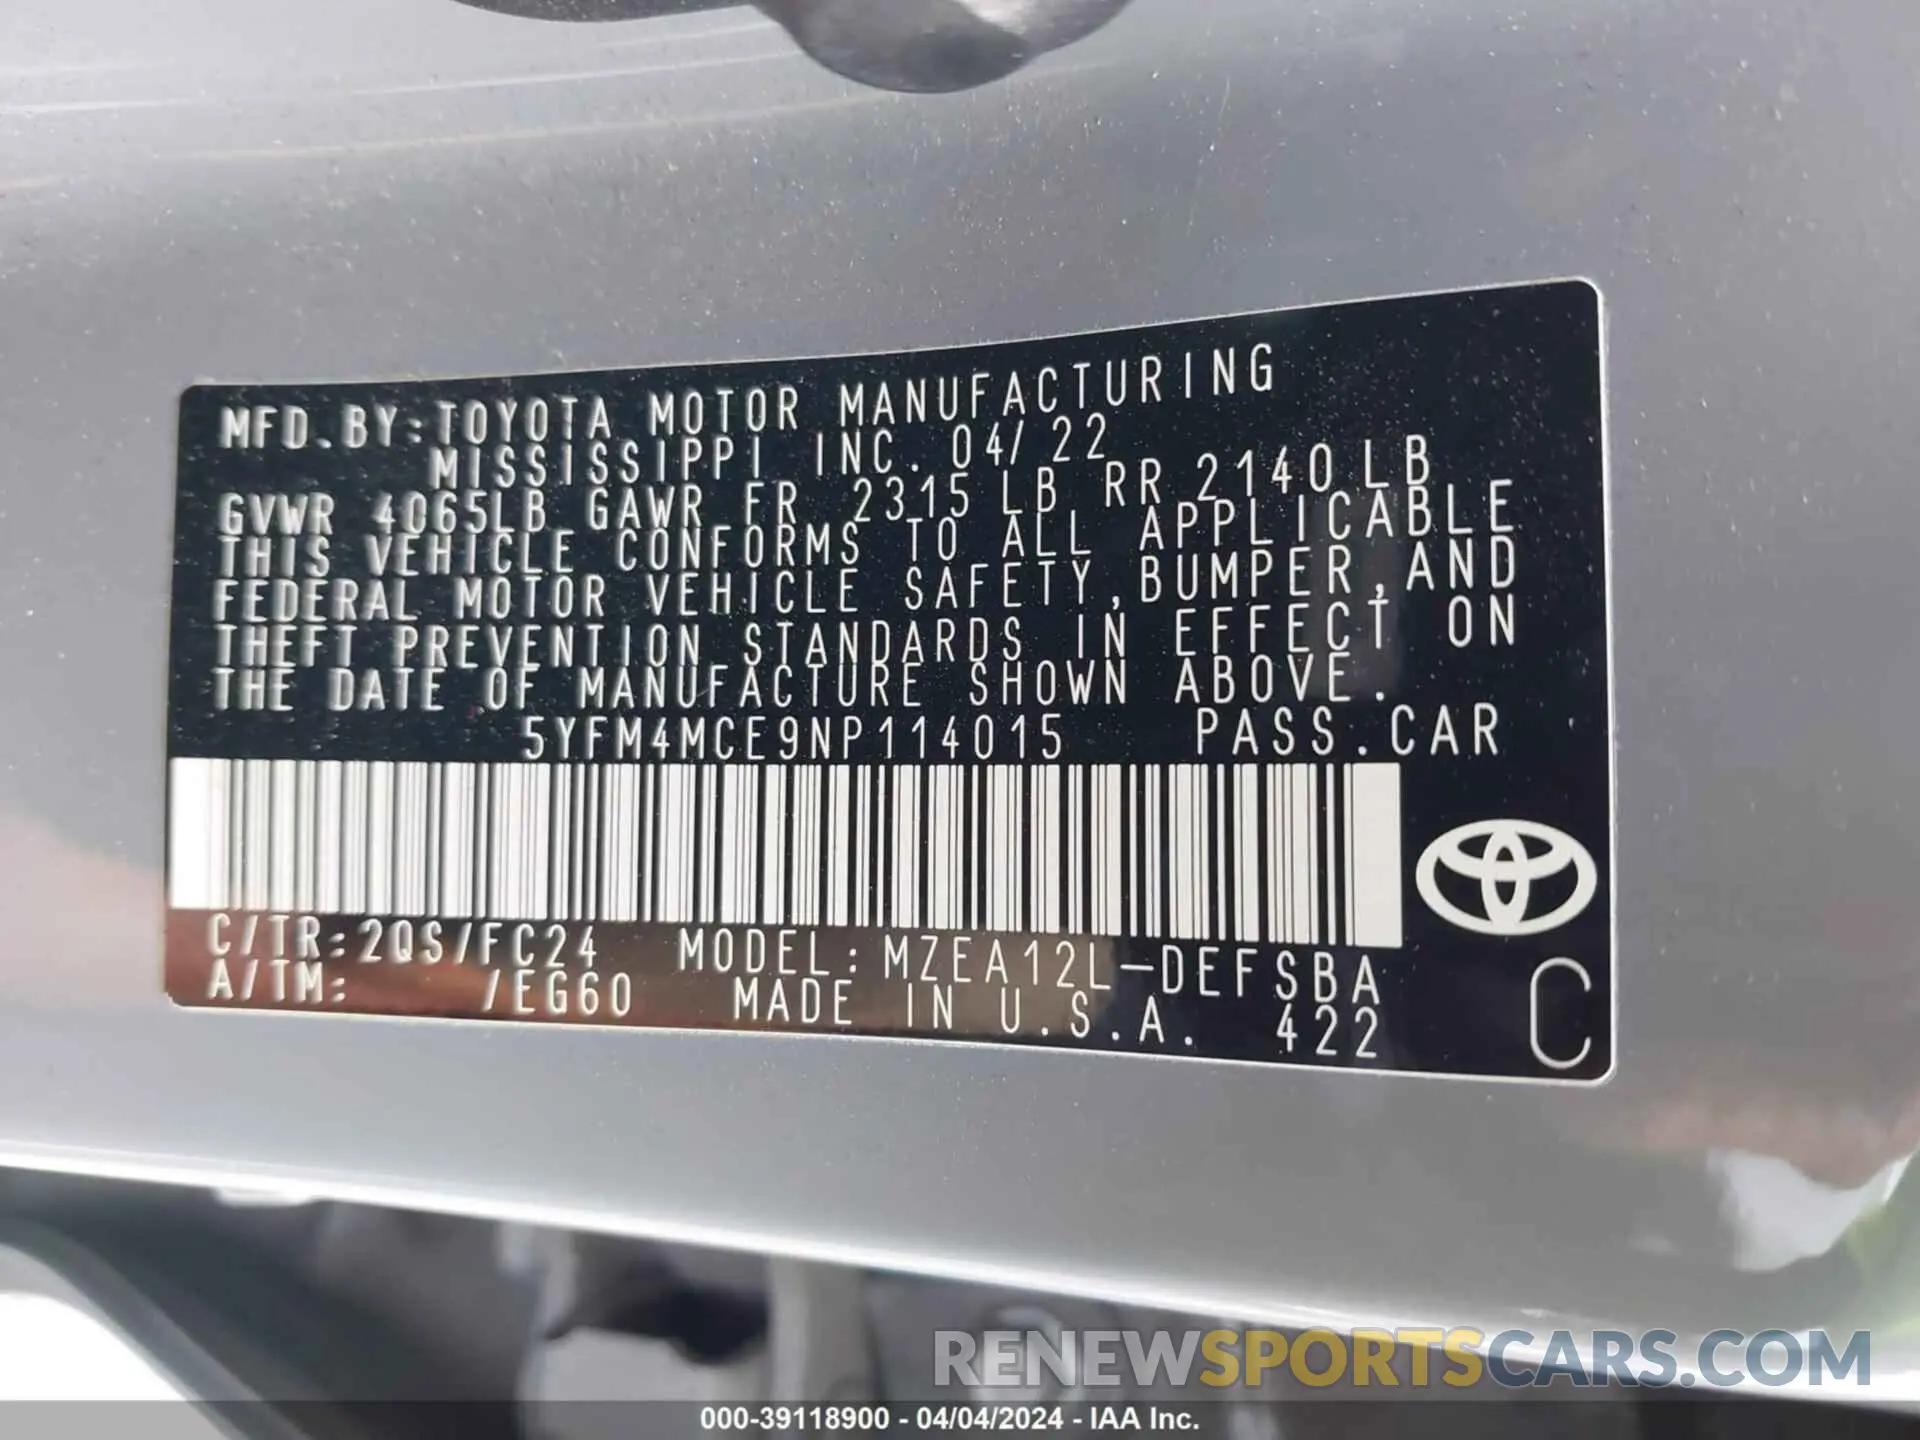 MFD.BY:TOYOTA MOTOR MANUFACTURING
MISSISSIPPI INC. 04/22
GVWR 4065LB GAWR FR 2315 LB RR 2140LB
THIS VEHICLE CONFORMS TO ALL APPLICABLE
FEDERAL MOTOR VEHICLE SAFETY,BUMPER,AND
THEFT PREVENTION STANDARDS IN EFFECT ON
THE DATE OF MANUFACTURE SHOWN ABOVE.
5YFM4MCE9NP114015 PASS.CAR
C/TR:2QS/FC24 MODEL:MZEA12L-DEFSBA
A/TM: /EG60 MADE IN U.S.A. 422
C
RENEWSPORTSCARS.COM
000-39118900 - 04/04/2024 - IAA Inc.